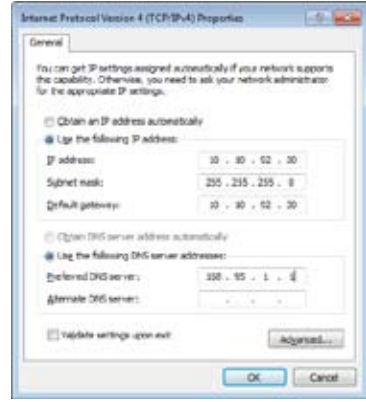 Internet Protocol Version 4 (TCP/IPv4) Properties
General
You can get IP settings assigned automatically if your network supports
this capability. Otherwise, you need to ask your network administrator
for the appropriate IP settings.
Obtain an IP address automatically
Use the following IP address:
IP address:
Subnet mask: 255 . 255 . 255 . 0
Default gateway:
Obtain DNS server address automatically
Use the following DNS server addresses:
Preferred DNS server:
Alternate DNS server: . . .
Validate settings upon exit
Advanced...
OK Cancel